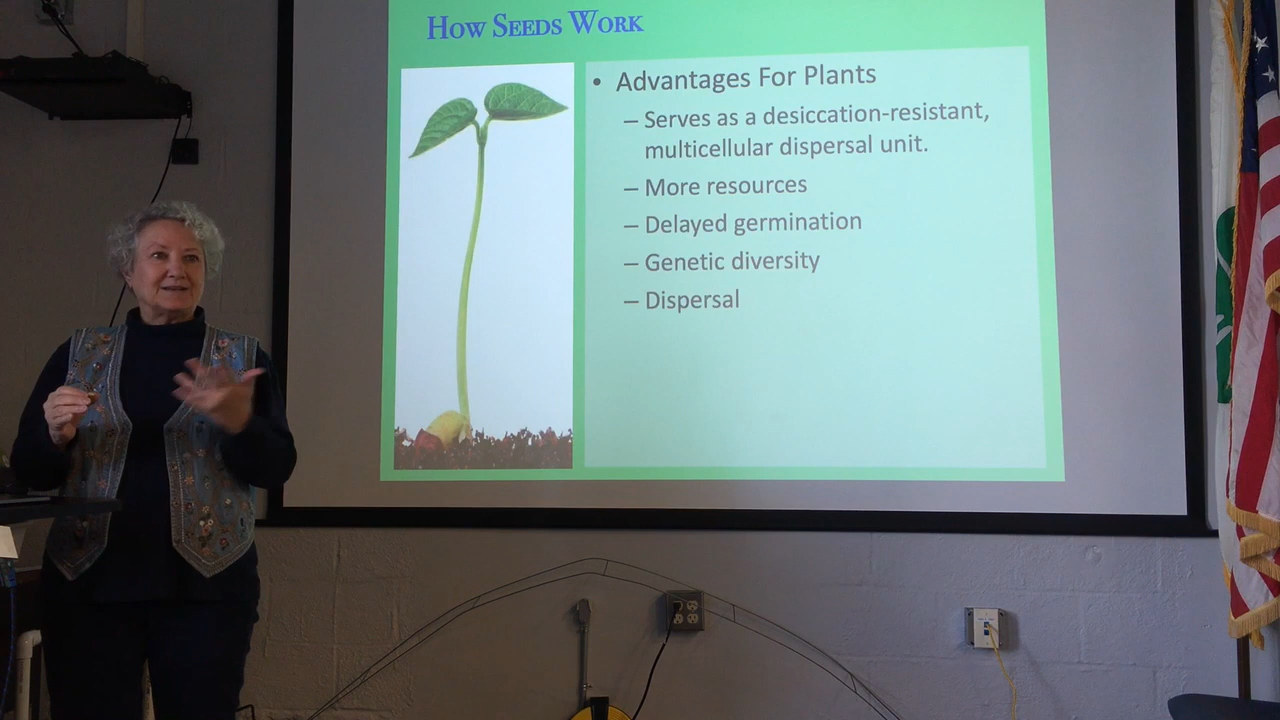 How Seeds Work
• Advantages For Plants
– Serves as a desiccation-resistant,
multicellular dispersal unit.
– More resources
– Delayed germination
– Genetic diversity
– Dispersal